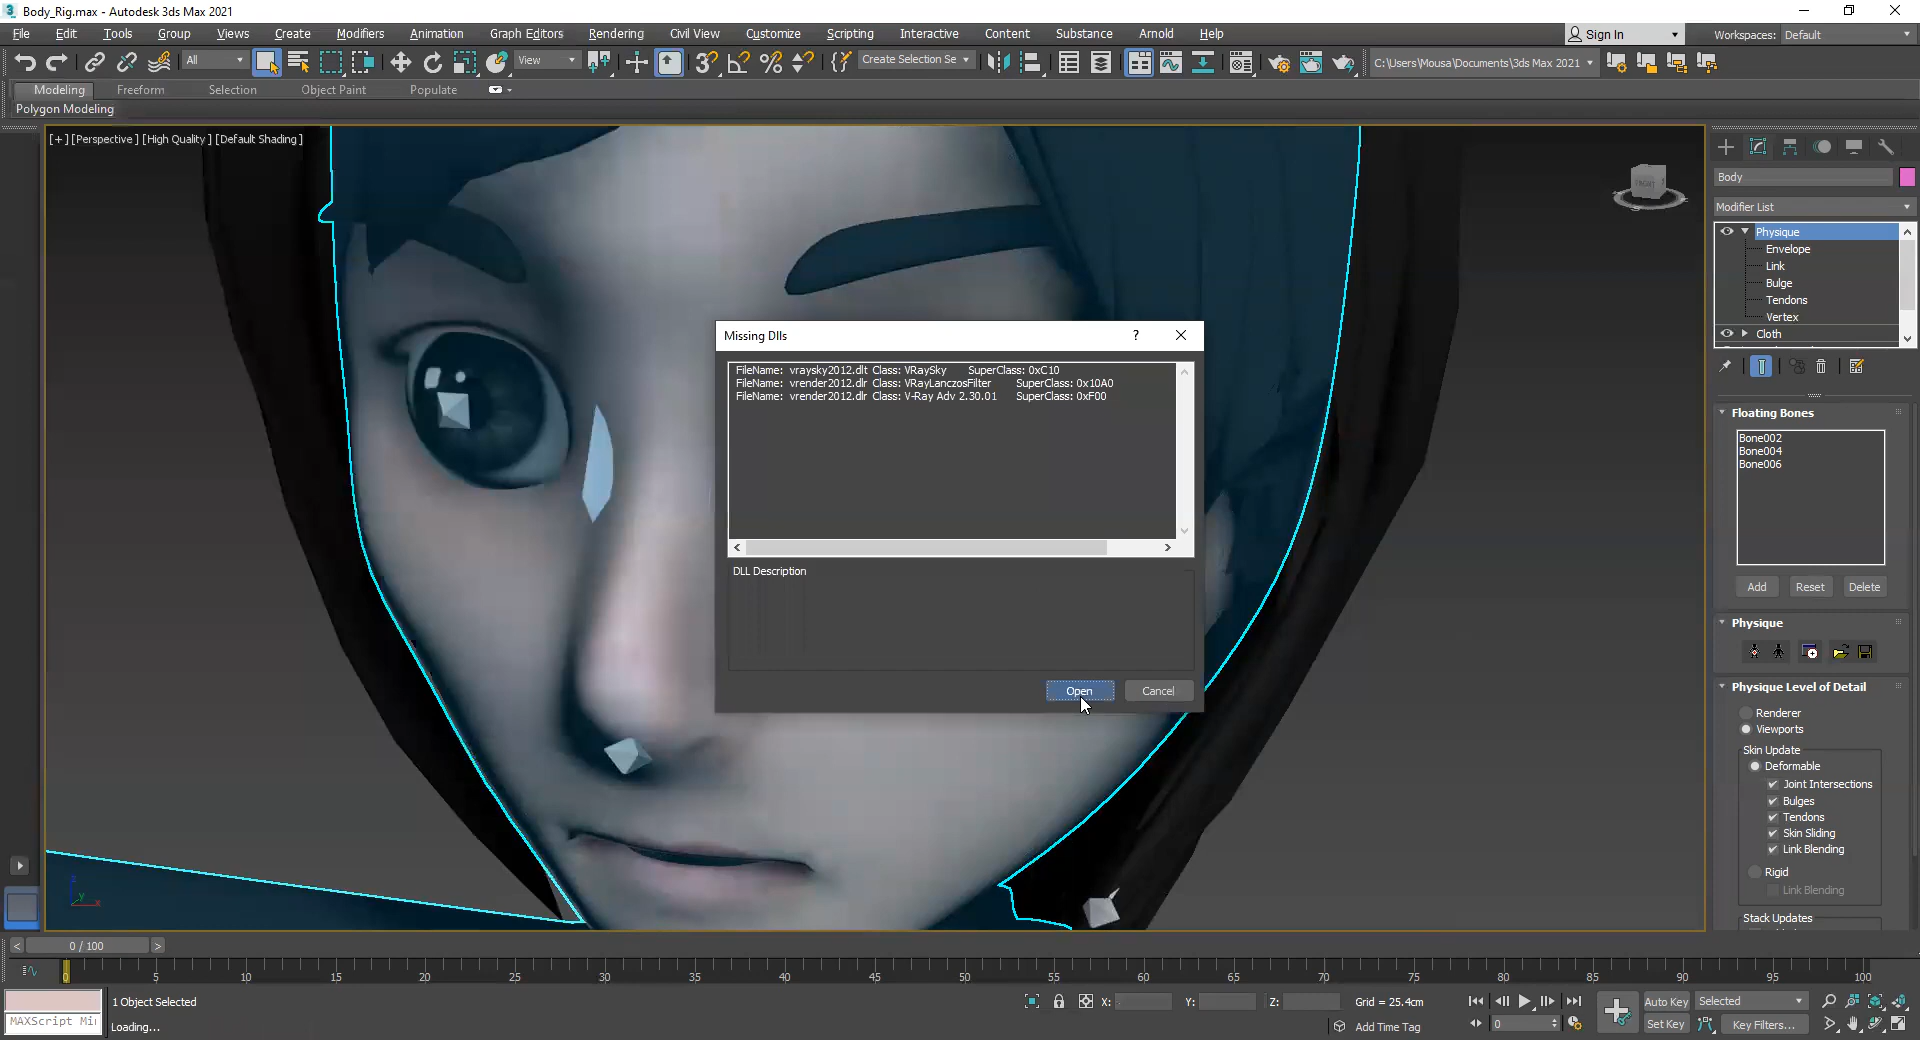 Body_Rig.max - Autodesk 3ds Max 2021
File Edit Tools Group Views Create Modifiers Animation Graph Editors Rendering Civil View Customize Scripting Interactive Content Substance Arnold Help
Sign In
Workspaces: Default
All
View
Create Selection Se
C:\Users\Mousa\Documents\3ds Max 2021
Modeling Freeform Selection Object Paint Populate
Polygon Modeling
[+] [Perspective] [High Quality] [Default Shading]
Missing Dlls
?
FileName: vraysky2012.dlt Class: VRaySky SuperClass: 0xC10
FileName: vrender2012.dlr Class: VRayLanczosFilter SuperClass: 0x10A0
FileName: vrender2012.dlr Class: V-Ray Adv 2.30.01 SuperClass: 0xF00
DLL Description
Open Cancel
Body
Modifier List
Physique
Envelope
Link
Bulge
Tendons
Vertex
Cloth
Floating Bones
Bone002
Bone004
Bone006
Add Reset Delete
Physique
Physique Level of Detail
Renderer
Viewports
Skin Update
Deformable
Joint Intersections
Bulges
Tendons
Skin Sliding
Link Blending
Rigid
Link Blending
Stack Updates
z
y
x
0 / 100
0 5 10 15 20 25 30 35 40 45 50 55 60 65 70 75 80 85 90 95 100
1 Object Selected
X: Y: Z: Grid = 25.4cm
Auto Key Selected
MAXScript Mi
Loading...
Add Time Tag
0
Set Key Key Filters...